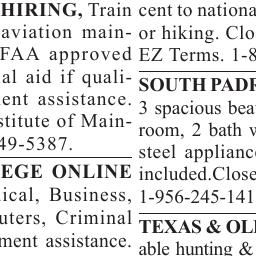 HIRING, Train
aviation main-
FAA approved
al aid if quali-
ent assistance.
stitute of Main-
49-5387.
EGE ONLINE
ical, Business,
uters, Criminal
ment assistance.
cent to nationa
or hiking. Clo
EZ Terms. 1-8
SOUTH PADR
3 spacious bea
room, 2 bath w
steel applianc
included.Close
1-956-245-141
TEXAS & OL
able hunting &